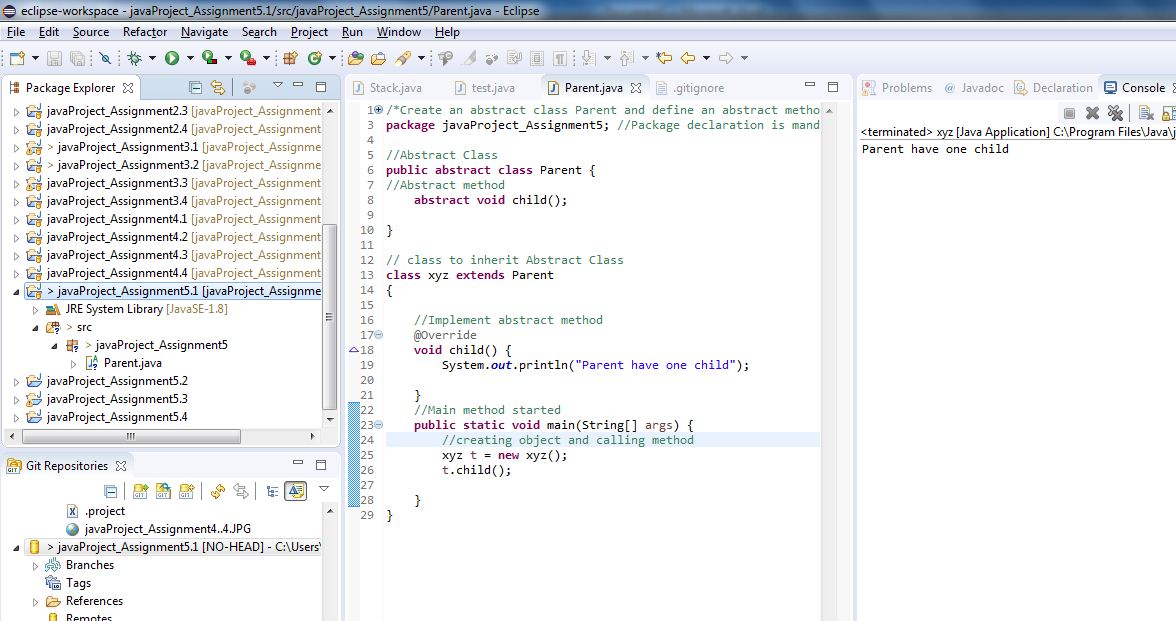 eclipse-workspace - javaProject_Assignment5.1/src/javaProject_Assignment5/Parent.java - Eclipse
File Edit Source Refactor Navigate Search Project Run Window Help
Package Explorer
javaProject_Assignment2.3 [javaProject_Assignment
javaProject_Assignment2.4 [javaProject_Assignment
> javaProject_Assignment3.1 [javaProject_Assignment
> javaProject_Assignment3.2 [javaProject_Assignment
javaProject_Assignment3.3 [javaProject_Assignment
javaProject_Assignment3.4 [javaProject_Assignment
javaProject_Assignment4.1 [javaProject_Assignment
javaProject_Assignment4.2 [javaProject_Assignment
javaProject_Assignment4.3 [javaProject_Assignment
javaProject_Assignment4.4 [javaProject_Assignment
> javaProject_Assignment5.1 [javaProject_Assignme
JRE System Library [JavaSE-1.8]
> src
> javaProject_Assignment5
> Parent.java
javaProject_Assignment5.2
javaProject_Assignment5.3
javaProject_Assignment5.4
Git Repositories
.project
javaProject_Assignment4..4.JPG
> javaProject_Assignment5.1 [NO-HEAD] - C:\Users\
Branches
Tags
References
Remotes
Stack.java test.java Parent.java .gitignore
1 /*Create an abstract class Parent and define an abstract metho
3 package javaProject_Assignment5; //Package declaration is mand
4
5 //Abstract Class
6 public abstract class Parent {
7 //Abstract method
8 abstract void child();
9
10 }
11
12 // class to inherit Abstract Class
13 class xyz extends Parent
14 {
15
16 //Implement abstract method
17 @Override
18 void child() {
19 System.out.println("Parent have one child");
20
21 }
22 //Main method started
23 public static void main(String[] args) {
24 //creating object and calling method
25 xyz t = new xyz();
26 t.child();
27
28 }
29 }
Problems @ Javadoc Declaration Console
<terminated> xyz [Java Application] C:\Program Files\Java\j
Parent have one child